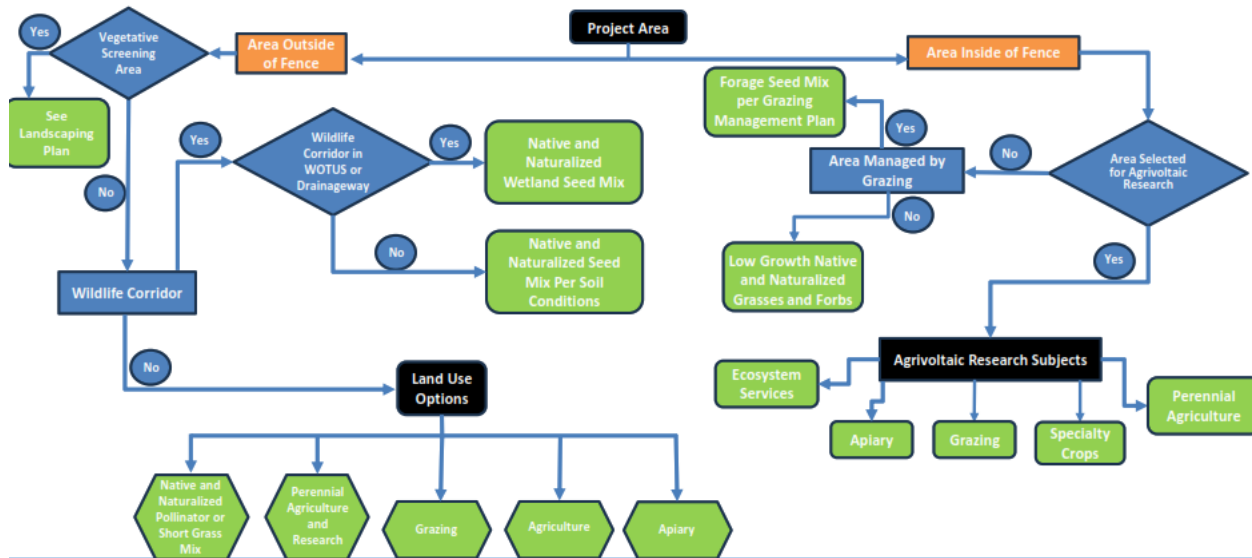 Project Area
Area Outside
of Fence
Area Inside of Fence
Yes
Vegetative
Screening
Area
See
Landscaping
Plan
No
Wildlife Corridor
Yes
Wildlife
Corridor in
WOTUS or
Drainageway
Yes
Native and
Naturalized
Wetland Seed Mix
No
Native and
Naturalized Seed
Mix Per Soil
Conditions
No
Land Use
Options
Native and
Naturalized
Pollinator or
Short Grass
Mix
Perennial
Agriculture
and
Research
Grazing
Agriculture
Apiary
Area Selected
for Agrivoltaic
Research
No
Area Managed by
Grazing
Yes
Forage Seed Mix
per Grazing
Management Plan
No
Low Growth Native
and Naturalized
Grasses and Forbs
Yes
Agrivoltaic Research Subjects
Ecosystem
Services
Apiary
Grazing
Specialty
Crops
Perennial
Agriculture